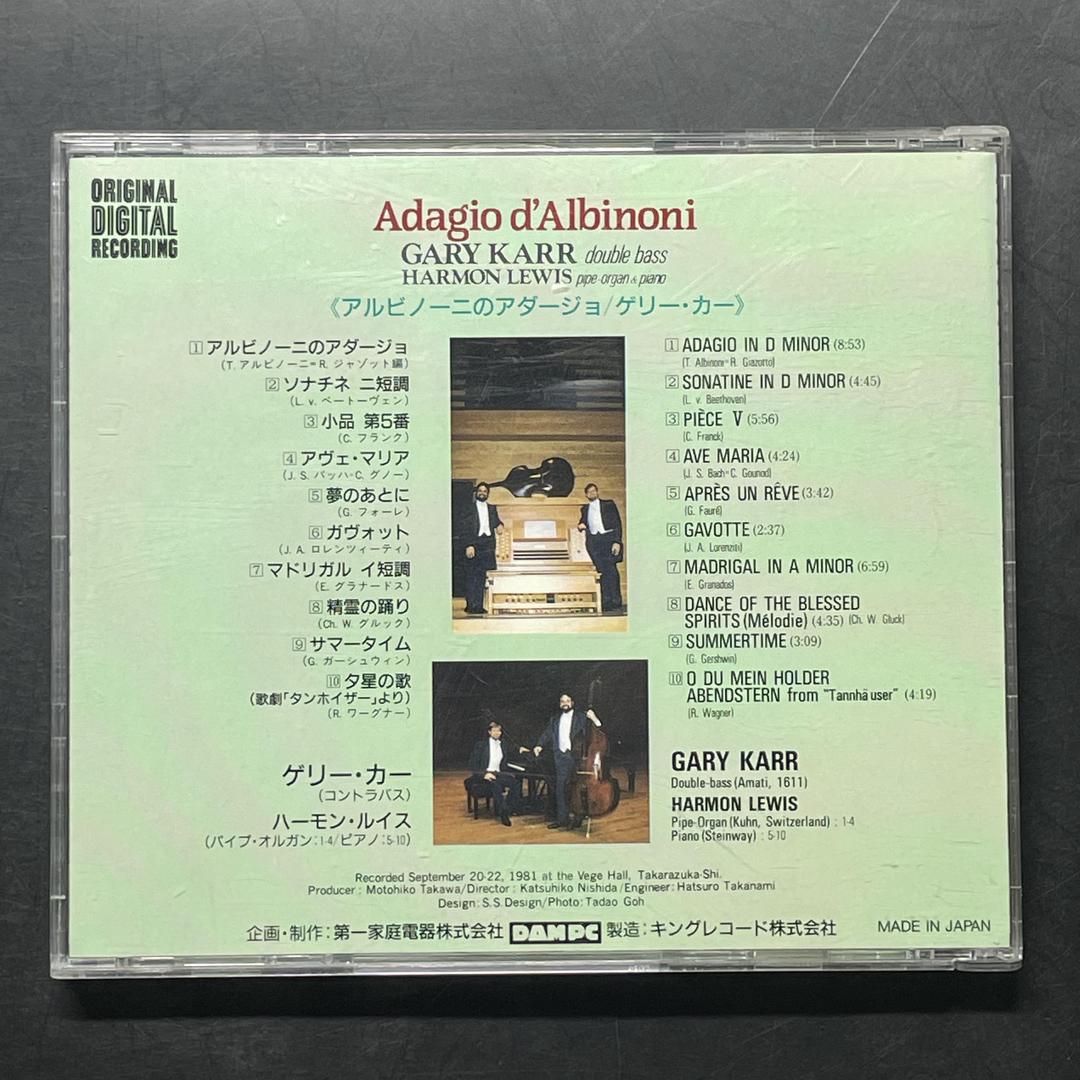 ORIGINAL
DIGITAL
RECORDING
Adagio d'Albinoni
GARY KARR double bass
HARMON LEWIS pipe-organ & piano
《アルビノーニのアダージョ/ゲリー・カー》
1 アルビノーニのアダージョ
(T. アルビノーニ=R. ジャゾット編)
2 ソナチネ ニ短調
(L. v. ベートーヴェン)
3 小品 第5番
(C. フランク)
4 アヴェ・マリア
(J. S. バッハ=C. グノー)
5 夢のあとに
(G. フォーレ)
6 ガヴォット
(J. A. ロレンツィーティ)
7 マドリガル イ短調
(E. グラナードス)
8 精霊の踊り
(Ch. W. グルック)
9 サマータイム
(G. ガーシュウィン)
10 夕星の歌
(歌劇「タンホイザー」より)
(R. ワーグナー)
ゲリー・カー
(コントラバス)
ハーモン・ルイス
(パイプ・オルガン:1-4/ピアノ:5-10)
1 ADAGIO IN D MINOR (8:53)
(T. Albinoni=R. Giazotto)
2 SONATINE IN D MINOR (4:45)
(L. v. Beethoven)
3 PIÈCE V (5:56)
(C. Franck)
4 AVE MARIA (4:24)
(J. S. Bach=C. Gounod)
5 APRÈS UN RÊVE (3:42)
(G. Fauré)
6 GAVOTTE (2:37)
(J. A. Lorenziti)
7 MADRIGAL IN A MINOR (6:59)
(E. Granados)
8 DANCE OF THE BLESSED
SPIRITS (Mélodie) (4:35) (Ch. W. Gluck)
9 SUMMERTIME (3:09)
(G. Gershwin)
10 O DU MEIN HOLDER
ABENDSTERN from "Tannhäuser" (4:19)
(R. Wagner)
GARY KARR
Double-bass (Amati, 1611)
HARMON LEWIS
Pipe-Organ (Kuhn, Switzerland) : 1-4
Piano (Steinway) : 5-10
Recorded September 20-22, 1981 at the Vege Hall, Takarazuka-Shi.
Producer : Motohiko Takawa/Director : Katsuhiko Nishida/Engineer : Hatsuro Takanami
Design : S.S. Design/Photo : Tadao Goh
企画・制作:第一家庭電器株式会社 DAMPC 製造:キングレコード株式会社
MADE IN JAPAN